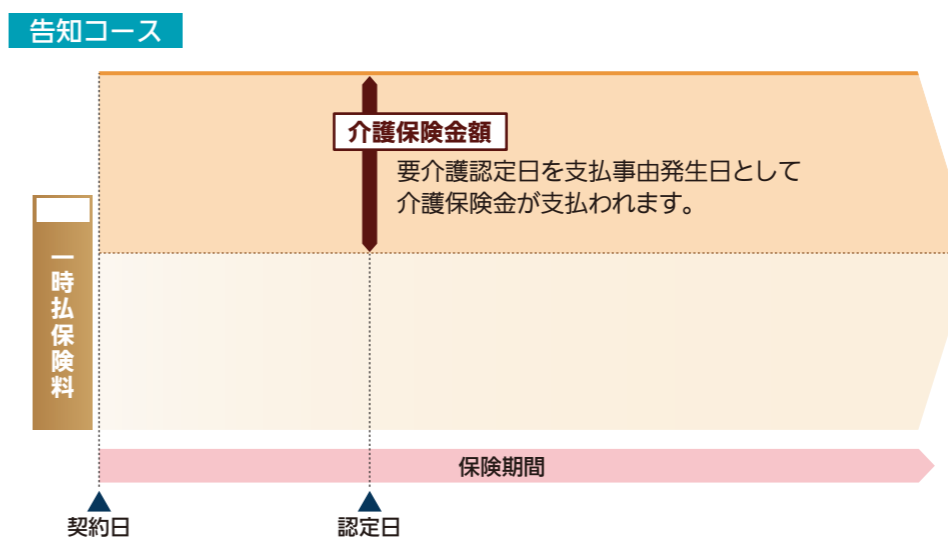 告知コース
介護保険金額
要介護認定日を支払事由発生日として
介護保険金が支払われます。
一時払保険料
保険期間
契約日
認定日